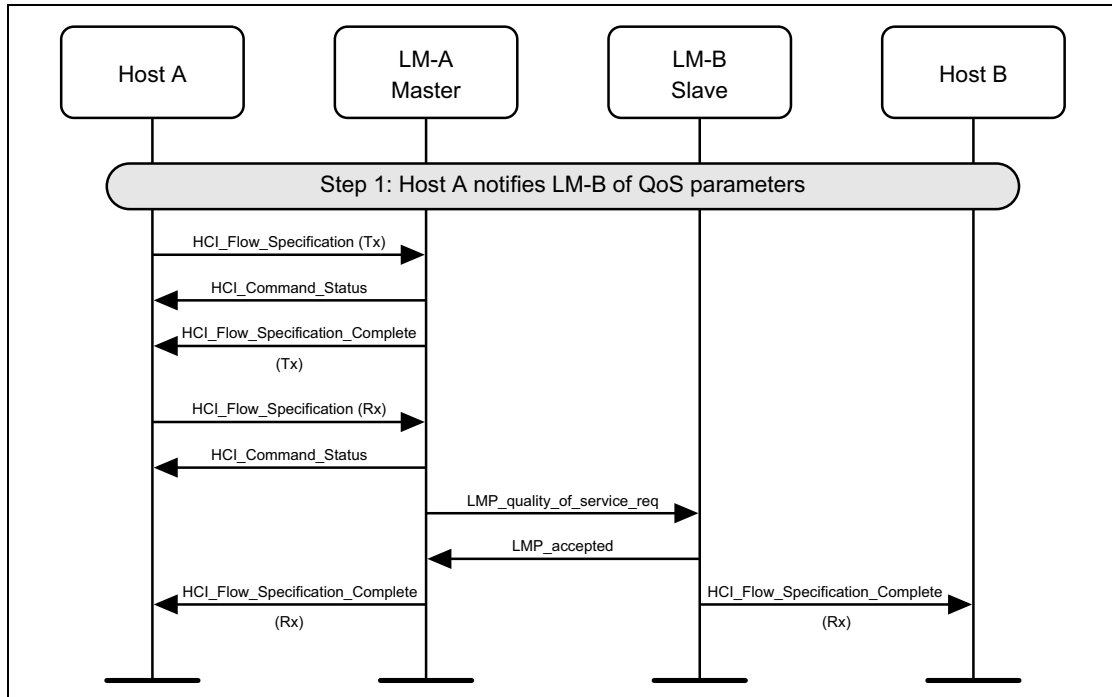 Host A
LM-A
Master
LM-B
Slave
Host B
Step 1: Host A notifies LM-B of QoS parameters
HCI_Flow_Specification (Tx)
HCI_Command_Status
HCI_Flow_Specification_Complete
(Tx)
HCI_Flow_Specification (Rx)
HCI_Command_Status
LMP_quality_of_service_req
LMP_accepted
HCI_Flow_Specification_Complete
(Rx)
HCI_Flow_Specification_Complete
(Rx)